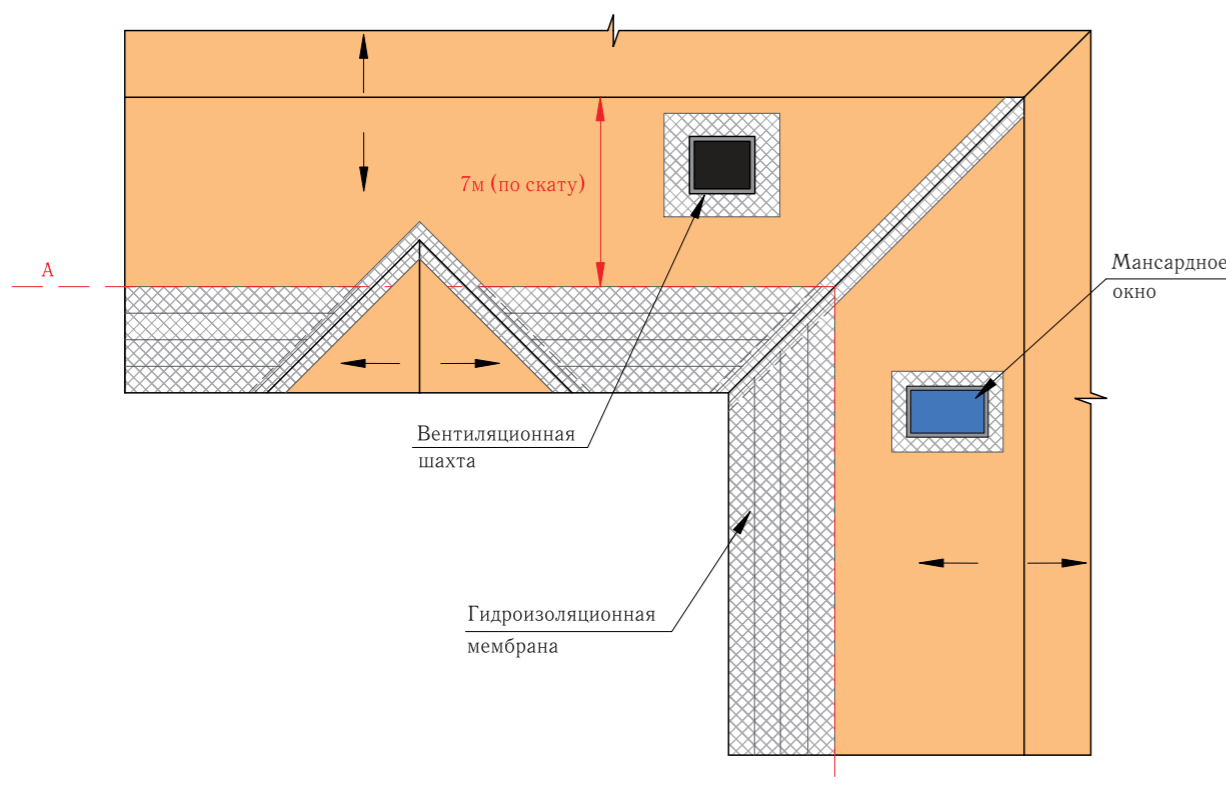 7м (по скату)
А
Мансардное
окно
Вентиляционная
шахта
Гидроизоляционная
мембрана